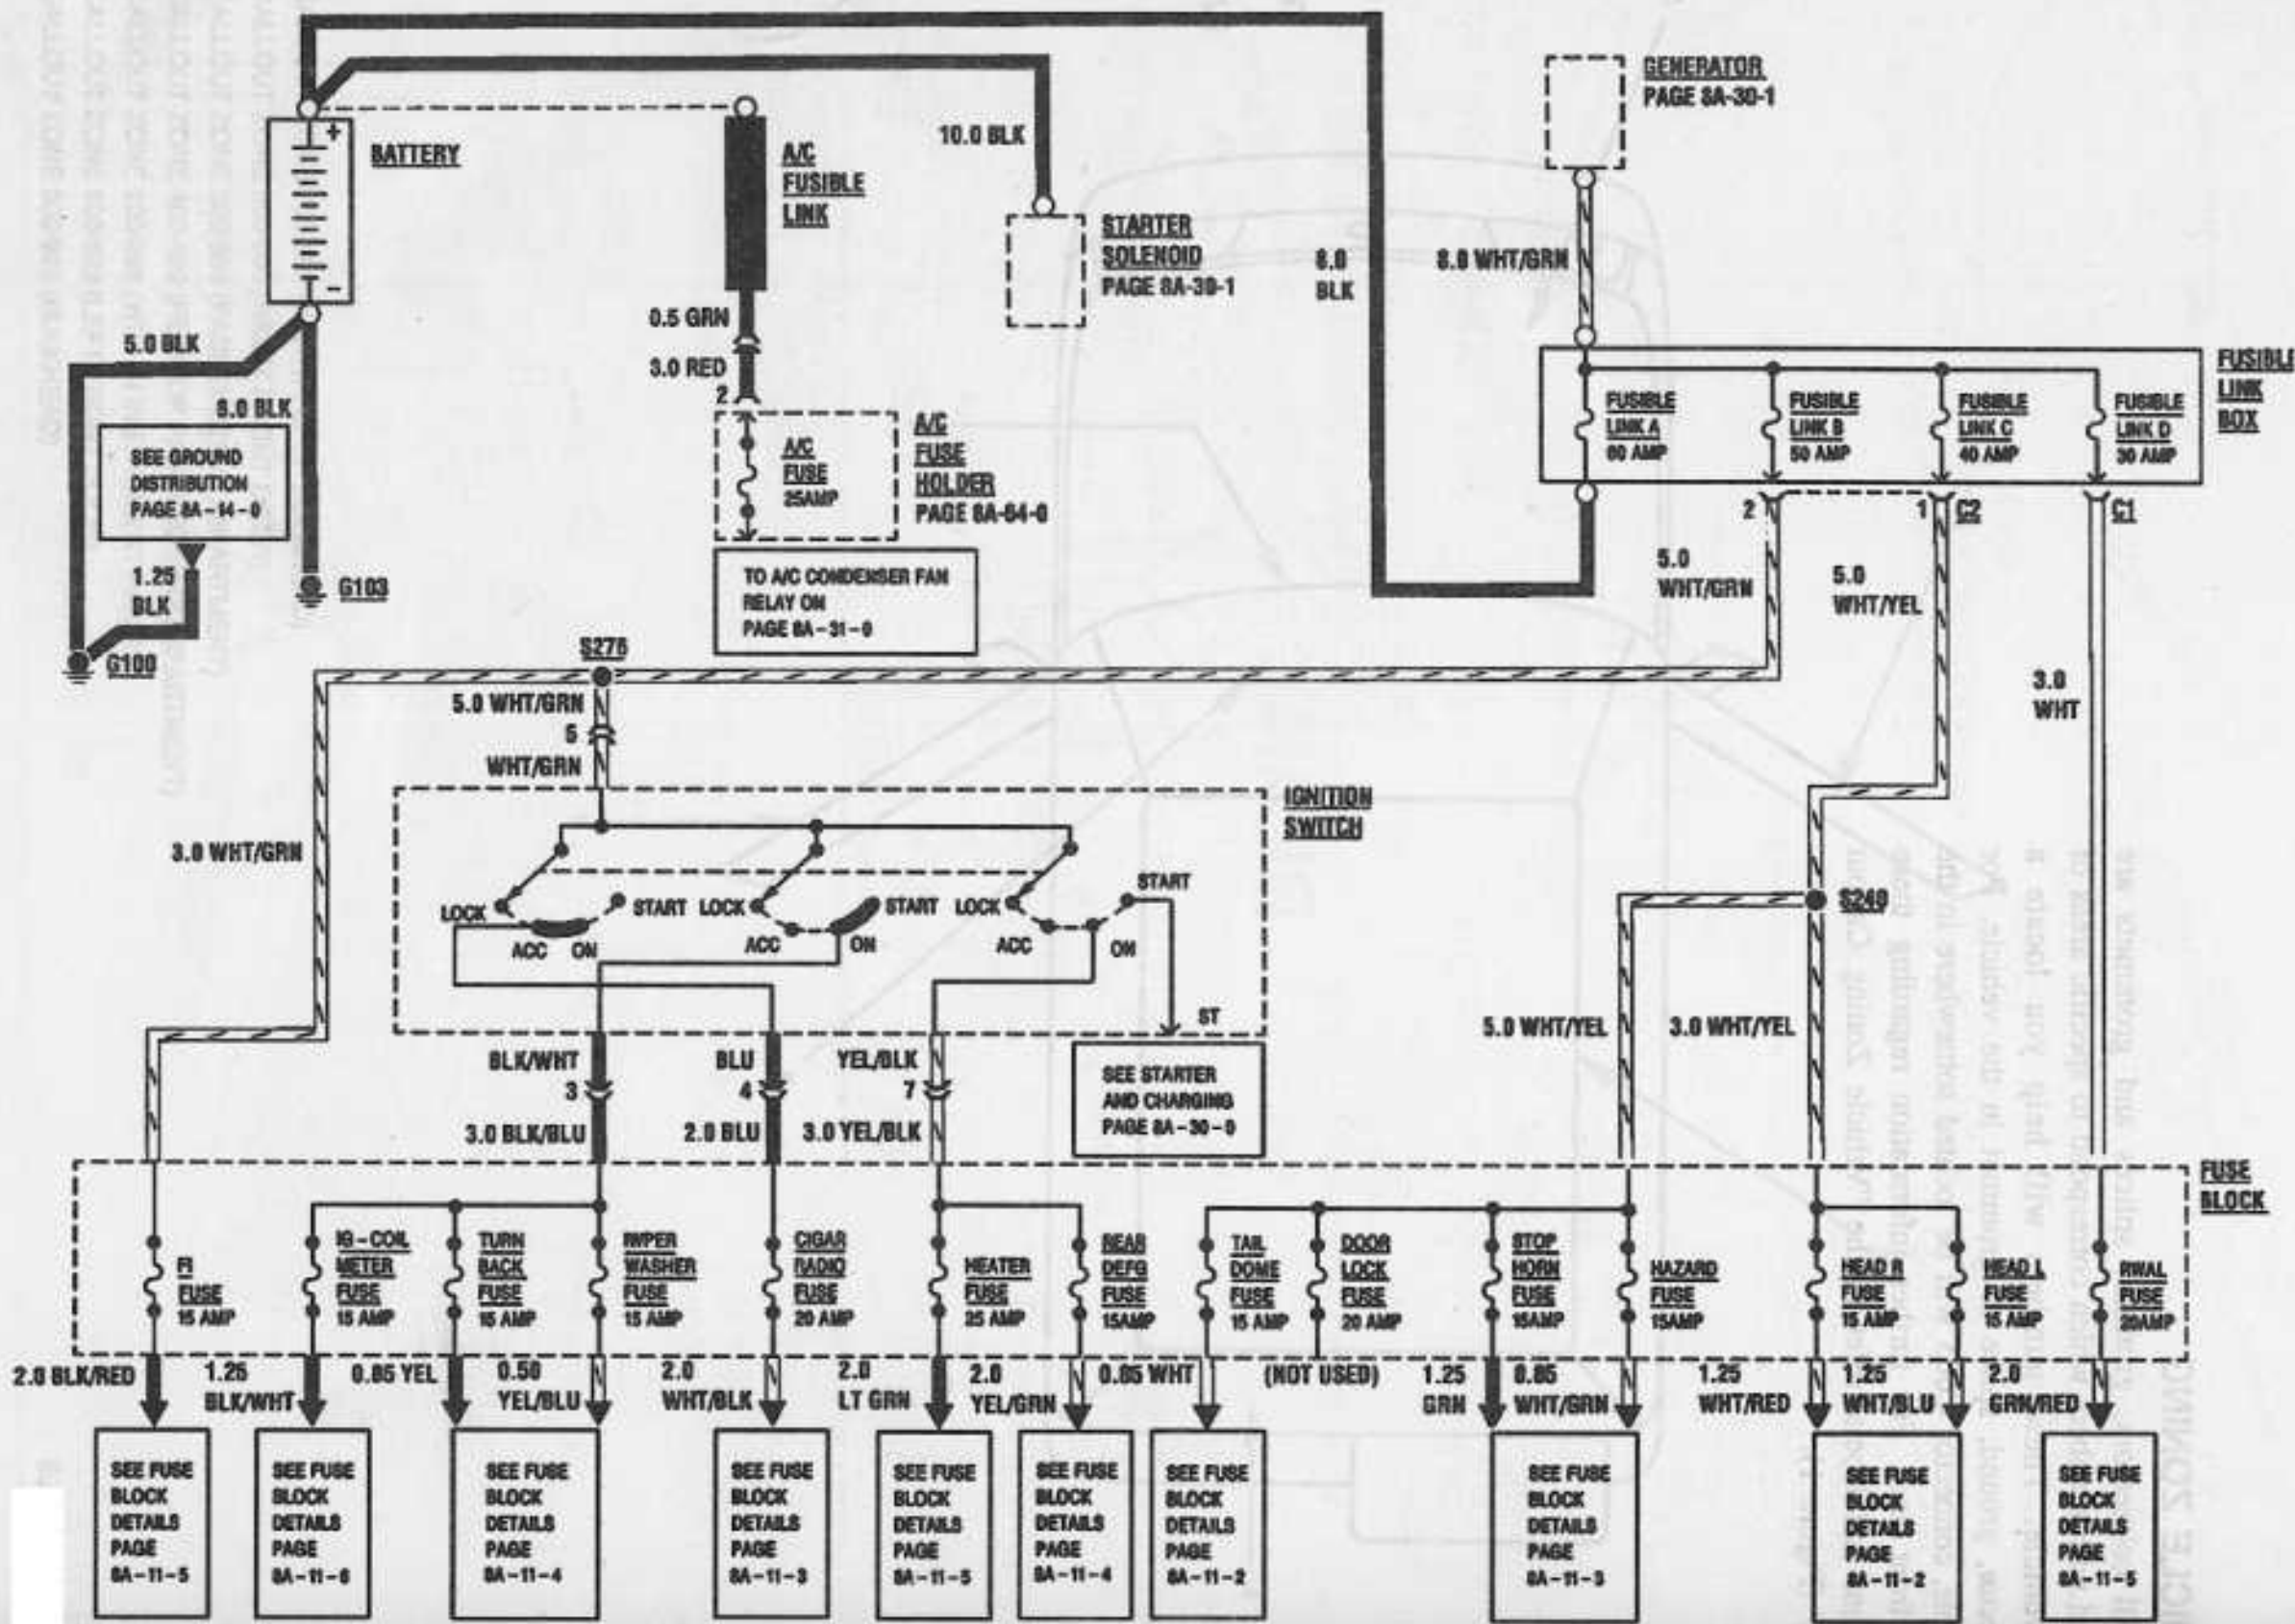 GENERATOR
PAGE 8A-30-1
BATTERY
A/C
FUSIBLE
LINK
10.0 BLK
STARTER
SOLENOID
PAGE 8A-30-1
8.0
BLK
8.0 WHT/GRN
0.5 GRN
3.0 RED
2
5.0 BLK
8.0 BLK
SEE GROUND
DISTRIBUTION
PAGE 8A-14-0
1.25
BLK
G103
G100
A/C
FUSE
25AMP
A/C
FUSE
HOLDER
PAGE 8A-64-0
TO A/C CONDENSER FAN
RELAY ON
PAGE 8A-31-0
FUSIBLE
LINK
BOX
FUSIBLE
LINK A
80 AMP
FUSIBLE
LINK B
50 AMP
FUSIBLE
LINK C
40 AMP
FUSIBLE
LINK D
30 AMP
2
1
C2
C1
5.0
WHT/GRN
5.0
WHT/YEL
3.0
WHT
S276
5.0 WHT/GRN
5
WHT/GRN
3.0 WHT/GRN
IGNITION
SWITCH
LOCK
ACC
ON
START
LOCK
ACC
ON
START
LOCK
ACC
ON
START
ST
S249
5.0 WHT/YEL
3.0 WHT/YEL
BLK/WHT
3
3.0 BLK/BLU
BLU
4
2.0 BLU
YEL/BLK
7
3.0 YEL/BLK
SEE STARTER
AND CHARGING
PAGE 8A-30-0
FUSE
BLOCK
FI
FUSE
15 AMP
IG-COIL
METER
FUSE
15 AMP
TURN
BACK
FUSE
15 AMP
IWPER
WASHER
FUSE
15 AMP
CIGAR
RADIO
FUSE
20 AMP
HEATER
FUSE
25 AMP
REAR
DEFG
FUSE
15AMP
TAIL
DOME
FUSE
15 AMP
DOOR
LOCK
FUSE
20 AMP
STOP
HORN
FUSE
15AMP
HAZARD
FUSE
15AMP
HEAD R
FUSE
15 AMP
HEAD L
FUSE
15 AMP
RWAL
FUSE
20AMP
2.0 BLK/RED
1.25
BLK/WHT
0.85 YEL
0.50
YEL/BLU
2.0
WHT/BLK
2.0
LT GRN
2.0
YEL/GRN
0.85 WHT
(NOT USED)
1.25
GRN
0.85
WHT/GRN
1.25
WHT/RED
1.25
WHT/BLU
2.0
GRN/RED
SEE FUSE
BLOCK
DETAILS
PAGE
8A-11-5
SEE FUSE
BLOCK
DETAILS
PAGE
8A-11-6
SEE FUSE
BLOCK
DETAILS
PAGE
8A-11-4
SEE FUSE
BLOCK
DETAILS
PAGE
8A-11-3
SEE FUSE
BLOCK
DETAILS
PAGE
8A-11-5
SEE FUSE
BLOCK
DETAILS
PAGE
8A-11-4
SEE FUSE
BLOCK
DETAILS
PAGE
8A-11-2
SEE FUSE
BLOCK
DETAILS
PAGE
8A-11-3
SEE FUSE
BLOCK
DETAILS
PAGE
8A-11-2
SEE FUSE
BLOCK
DETAILS
PAGE
8A-11-5